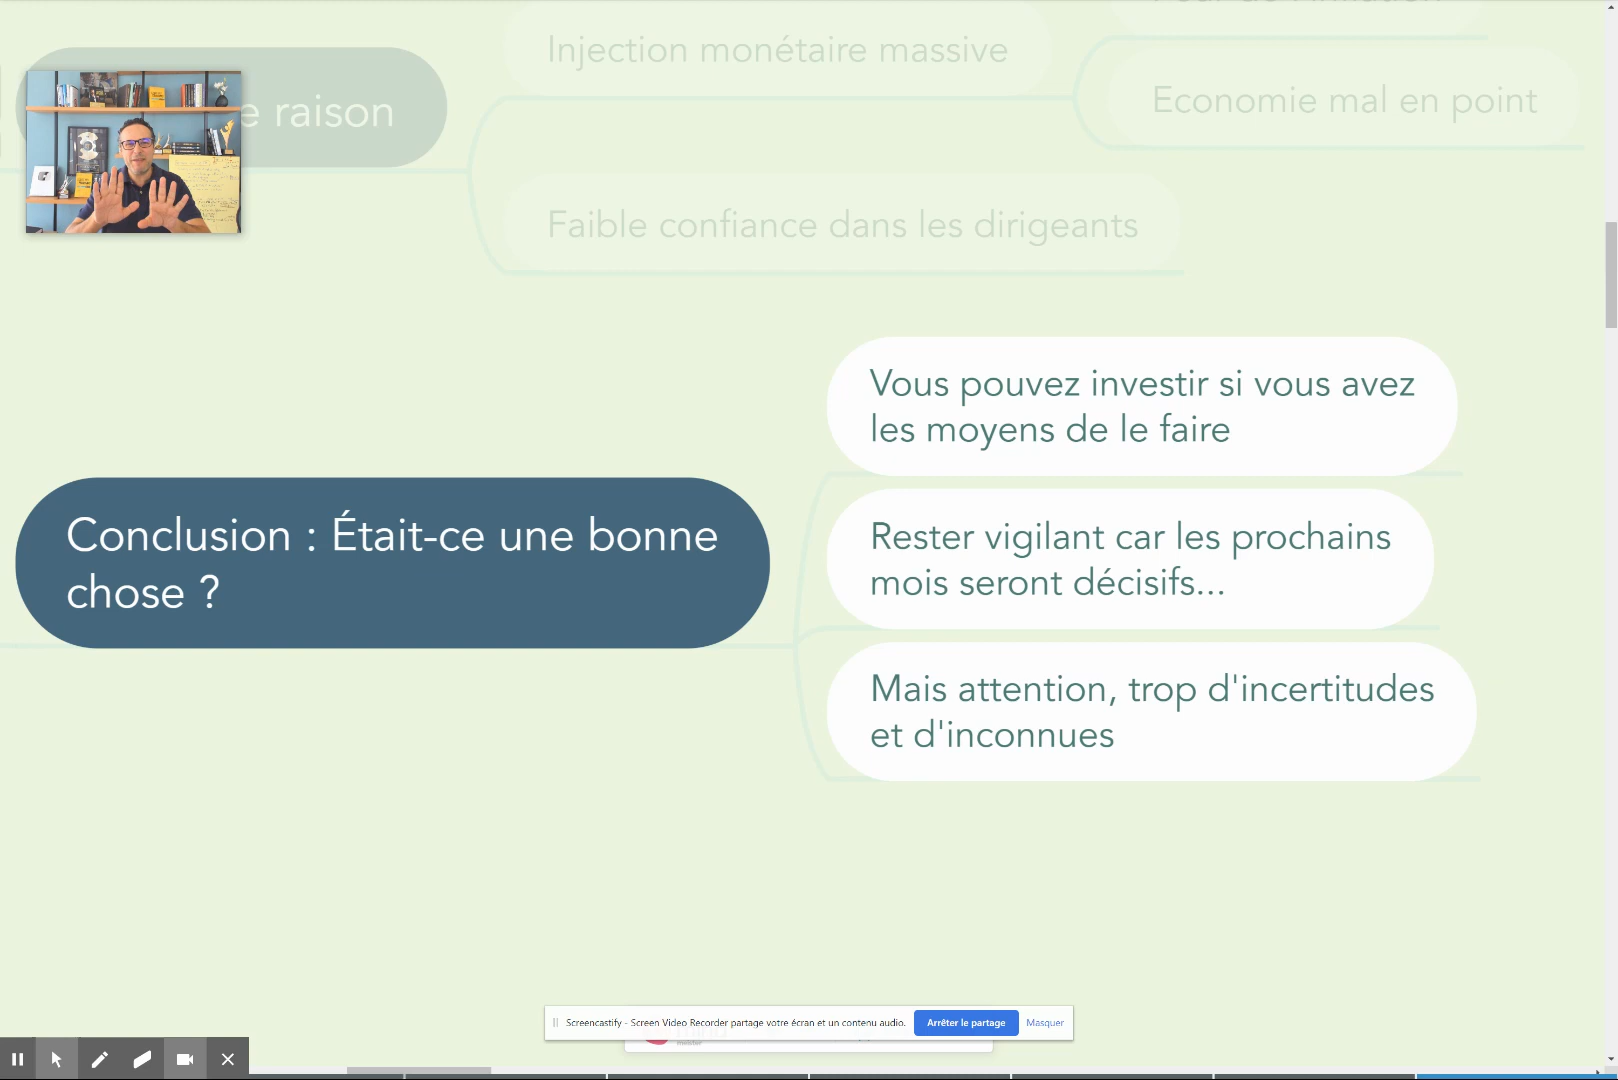 Injection monétaire massive
Economie mal en point
e raison
Faible confiance dans les dirigeants
Vous pouvez investir si vous avez
les moyens de le faire
Conclusion : Était-ce une bonne
chose ?
Rester vigilant car les prochains
mois seront décisifs...
Mais attention, trop d'incertitudes
et d'inconnues
Screencastify - Screen Video Recorder partage votre écran et un contenu audio.
Arrêter le partage
Masquer
meister